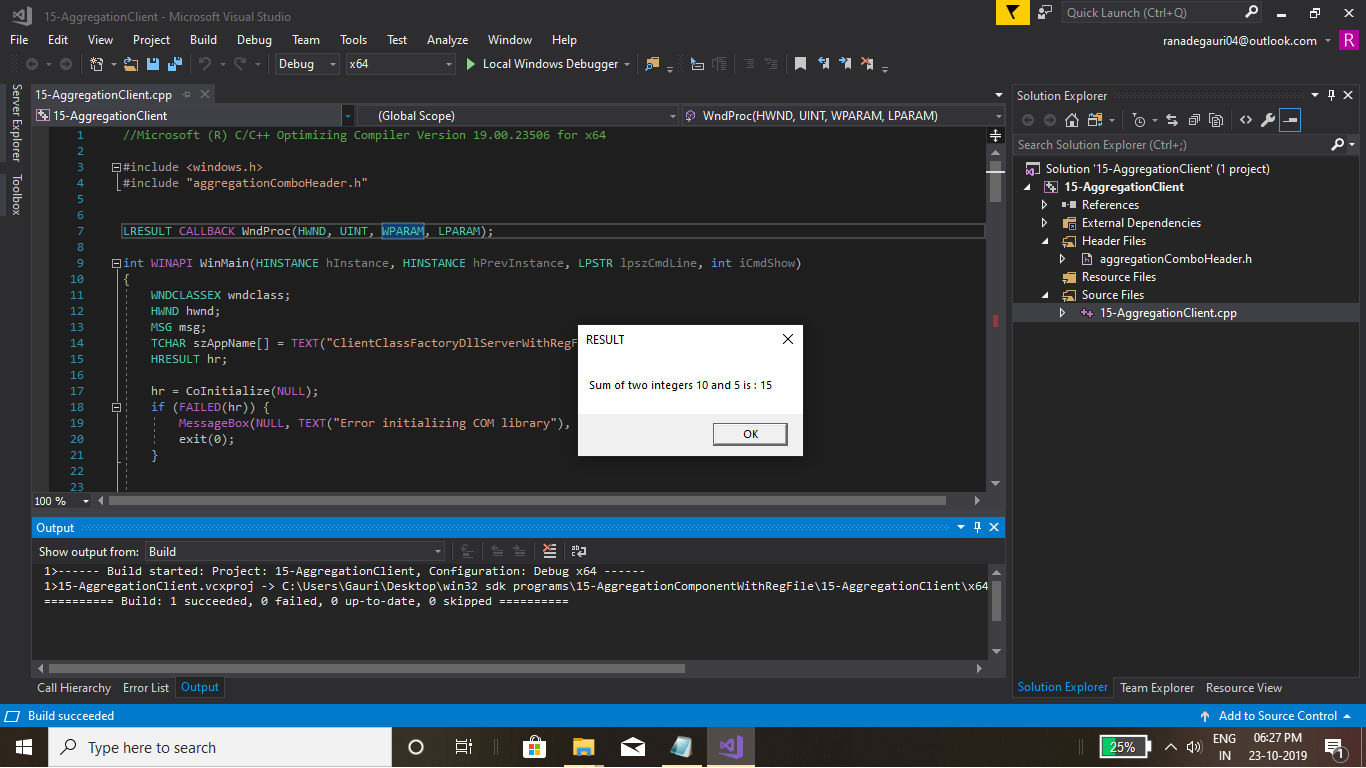 15-AggregationClient - Microsoft Visual Studio
Quick Launch (Ctrl+Q)
File Edit View Project Build Debug Team Tools Test Analyze Window Help
ranadegauri04@outlook.com R
Debug x64 Local Windows Debugger
Server Explorer
Toolbox
15-AggregationClient.cpp
15-AggregationClient (Global Scope) WndProc(HWND, UINT, WPARAM, LPARAM)
1 //Microsoft (R) C/C++ Optimizing Compiler Version 19.00.23506 for x64
2
3 #include <windows.h>
4 #include "aggregationComboHeader.h"
5
6
7 LRESULT CALLBACK WndProc(HWND, UINT, WPARAM, LPARAM);
8
9 int WINAPI WinMain(HINSTANCE hInstance, HINSTANCE hPrevInstance, LPSTR lpszCmdLine, int iCmdShow)
10 {
11 WNDCLASSEX wndclass;
12 HWND hwnd;
13 MSG msg;
14 TCHAR szAppName[] = TEXT("ClientClassFactoryDllServerWithRegF
15 HRESULT hr;
16
17 hr = CoInitialize(NULL);
18 if (FAILED(hr)) {
19 MessageBox(NULL, TEXT("Error initializing COM library"),
20 exit(0);
21 }
22
23
100 %
RESULT
Sum of two integers 10 and 5 is : 15
OK
Output
Show output from: Build
1>------ Build started: Project: 15-AggregationClient, Configuration: Debug x64 ------
1>15-AggregationClient.vcxproj -> C:\Users\Gauri\Desktop\win32 sdk programs\15-AggregationComponentWithRegFile\15-AggregationClient\x64
========== Build: 1 succeeded, 0 failed, 0 up-to-date, 0 skipped ==========
Call Hierarchy Error List Output
Solution Explorer
Search Solution Explorer (Ctrl+;)
Solution '15-AggregationClient' (1 project)
15-AggregationClient
References
External Dependencies
Header Files
aggregationComboHeader.h
Resource Files
Source Files
15-AggregationClient.cpp
Solution Explorer Team Explorer Resource View
Build succeeded
Add to Source Control
Type here to search
25%
ENG
IN
06:27 PM
23-10-2019
1